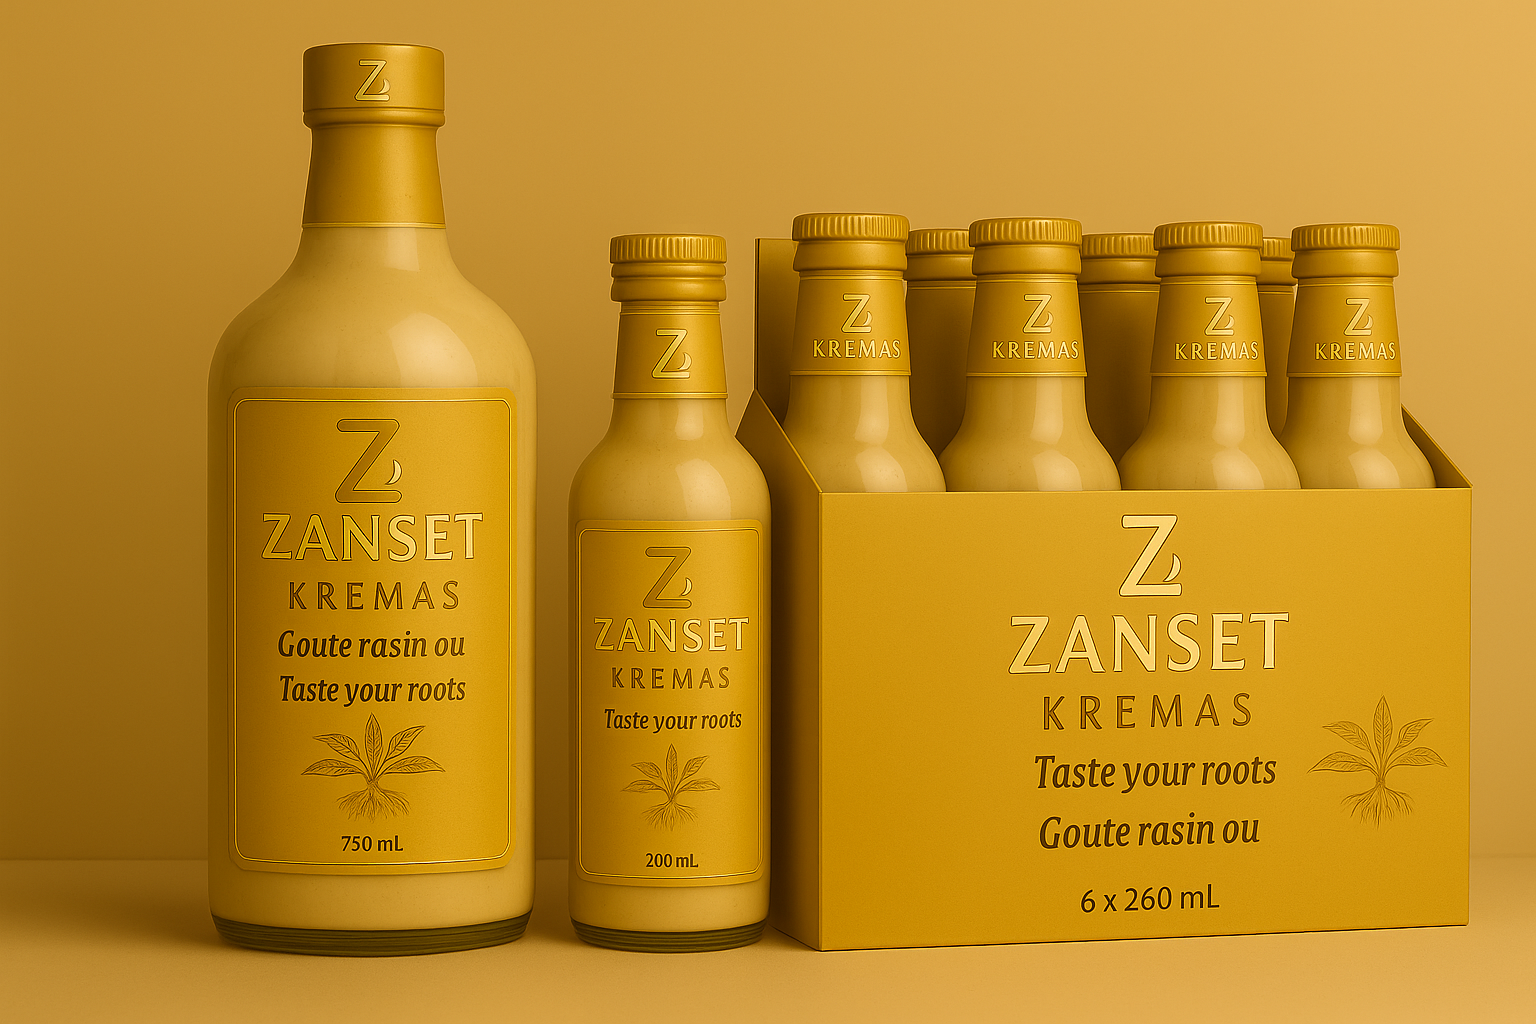 Z
Z
ZANSET
KREMAS
Goute rasin ou
Taste your roots
750 mL
Z
Z
ZANSET
KREMAS
Taste your roots
200 mL
Z
KREMAS
Z
KREMAS
Z
KREMAS
Z
KREMAS
Z
ZANSET
KREMAS
Taste your roots
Goute rasin ou
6 x 260 mL